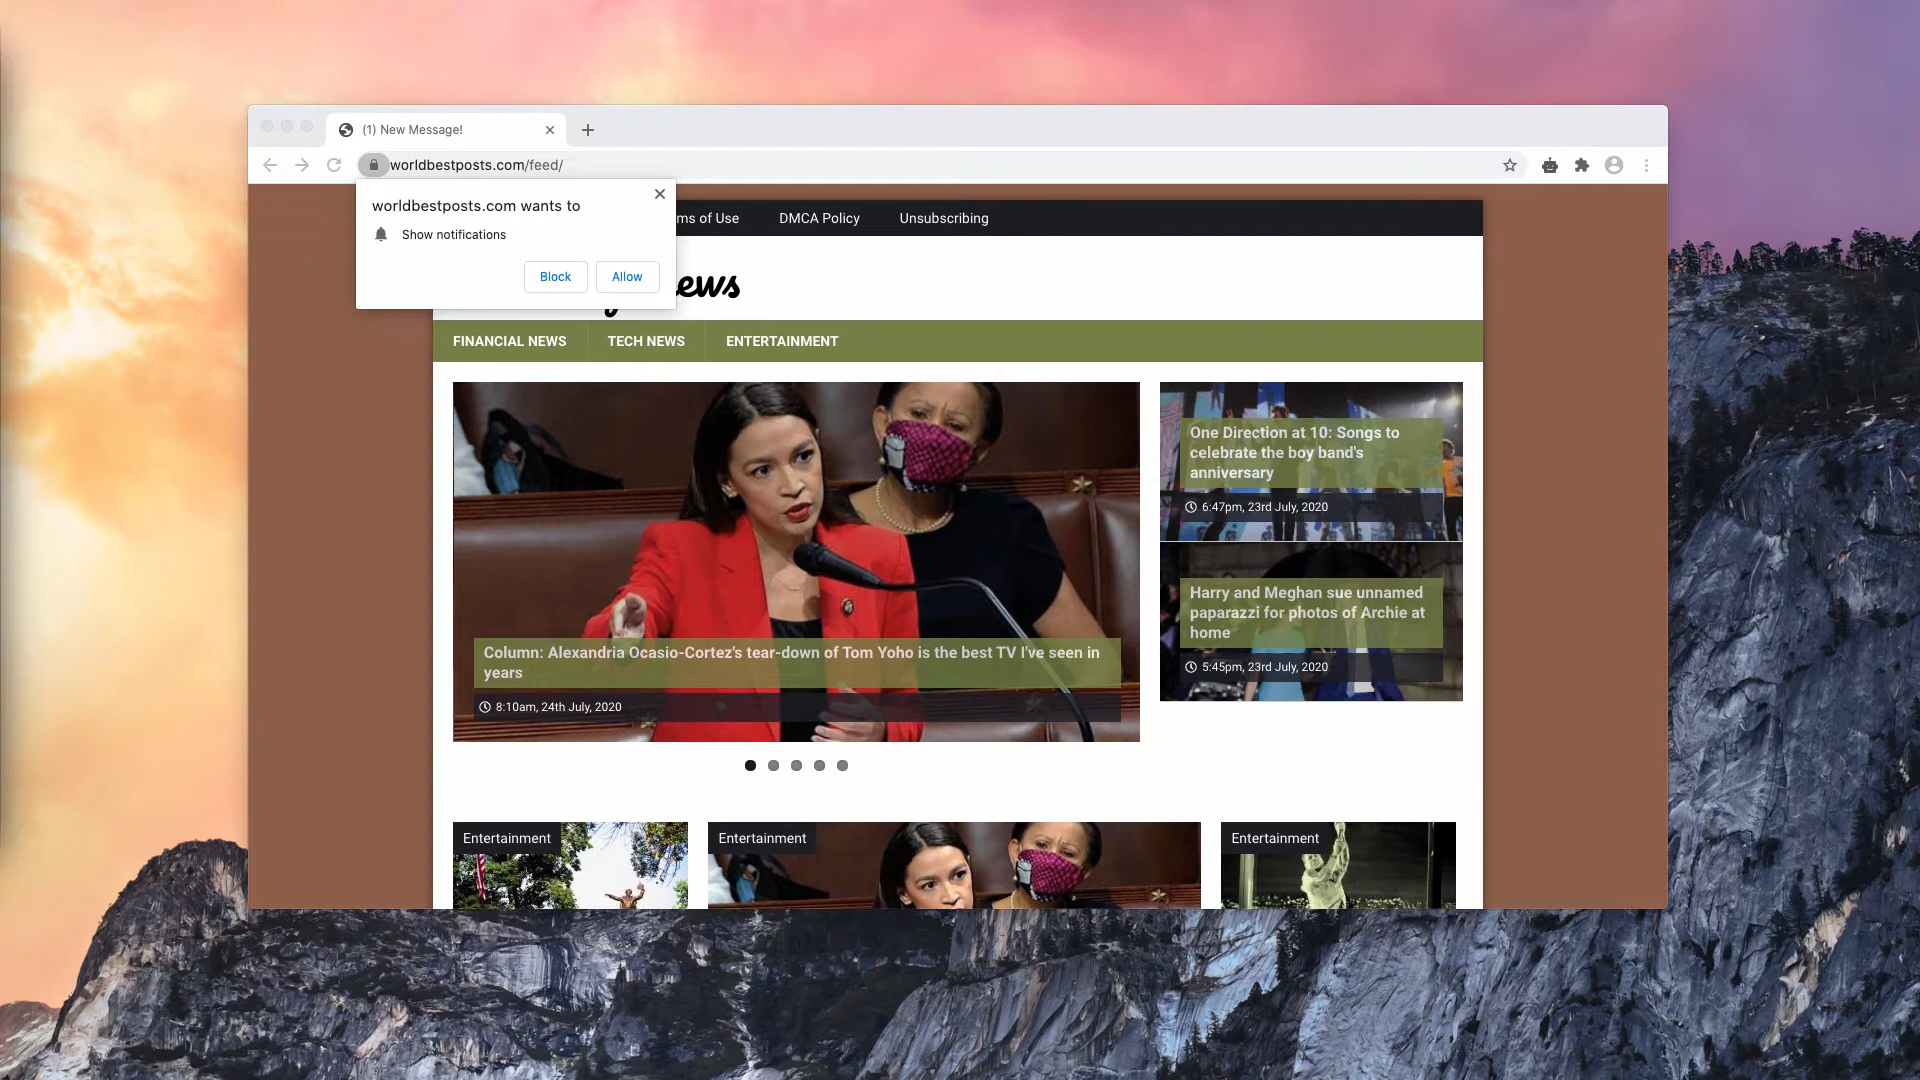 (1) New Message!
worldbestposts.com/feed/
worldbestposts.com wants to
Show notifications
Block
Allow
ms of Use
DMCA Policy
Unsubscribing
ews
FINANCIAL NEWS
TECH NEWS
ENTERTAINMENT
Column: Alexandria Ocasio-Cortez's tear-down of Tom Yoho is the best TV I've seen in
years
8:10am, 24th July, 2020
One Direction at 10: Songs to
celebrate the boy band's
anniversary
6:47pm, 23rd July, 2020
Harry and Meghan sue unnamed
paparazzi for photos of Archie at
home
5:45pm, 23rd July, 2020
Entertainment
Entertainment
Entertainment